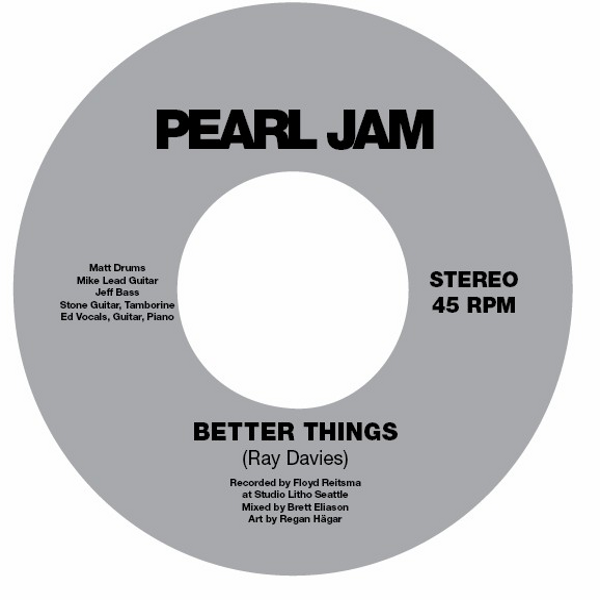 PEARL JAM
Matt Drums
Mike Lead Guitar
Jeff Bass
Stone Guitar, Tamborine
Ed Vocals, Guitar, Piano
STEREO
45 RPM
BETTER THINGS
(Ray Davies)
Recorded by Floyd Reitsma
at Studio Litho Seattle
Mixed by Brett Eliason
Art by Regan Hägar